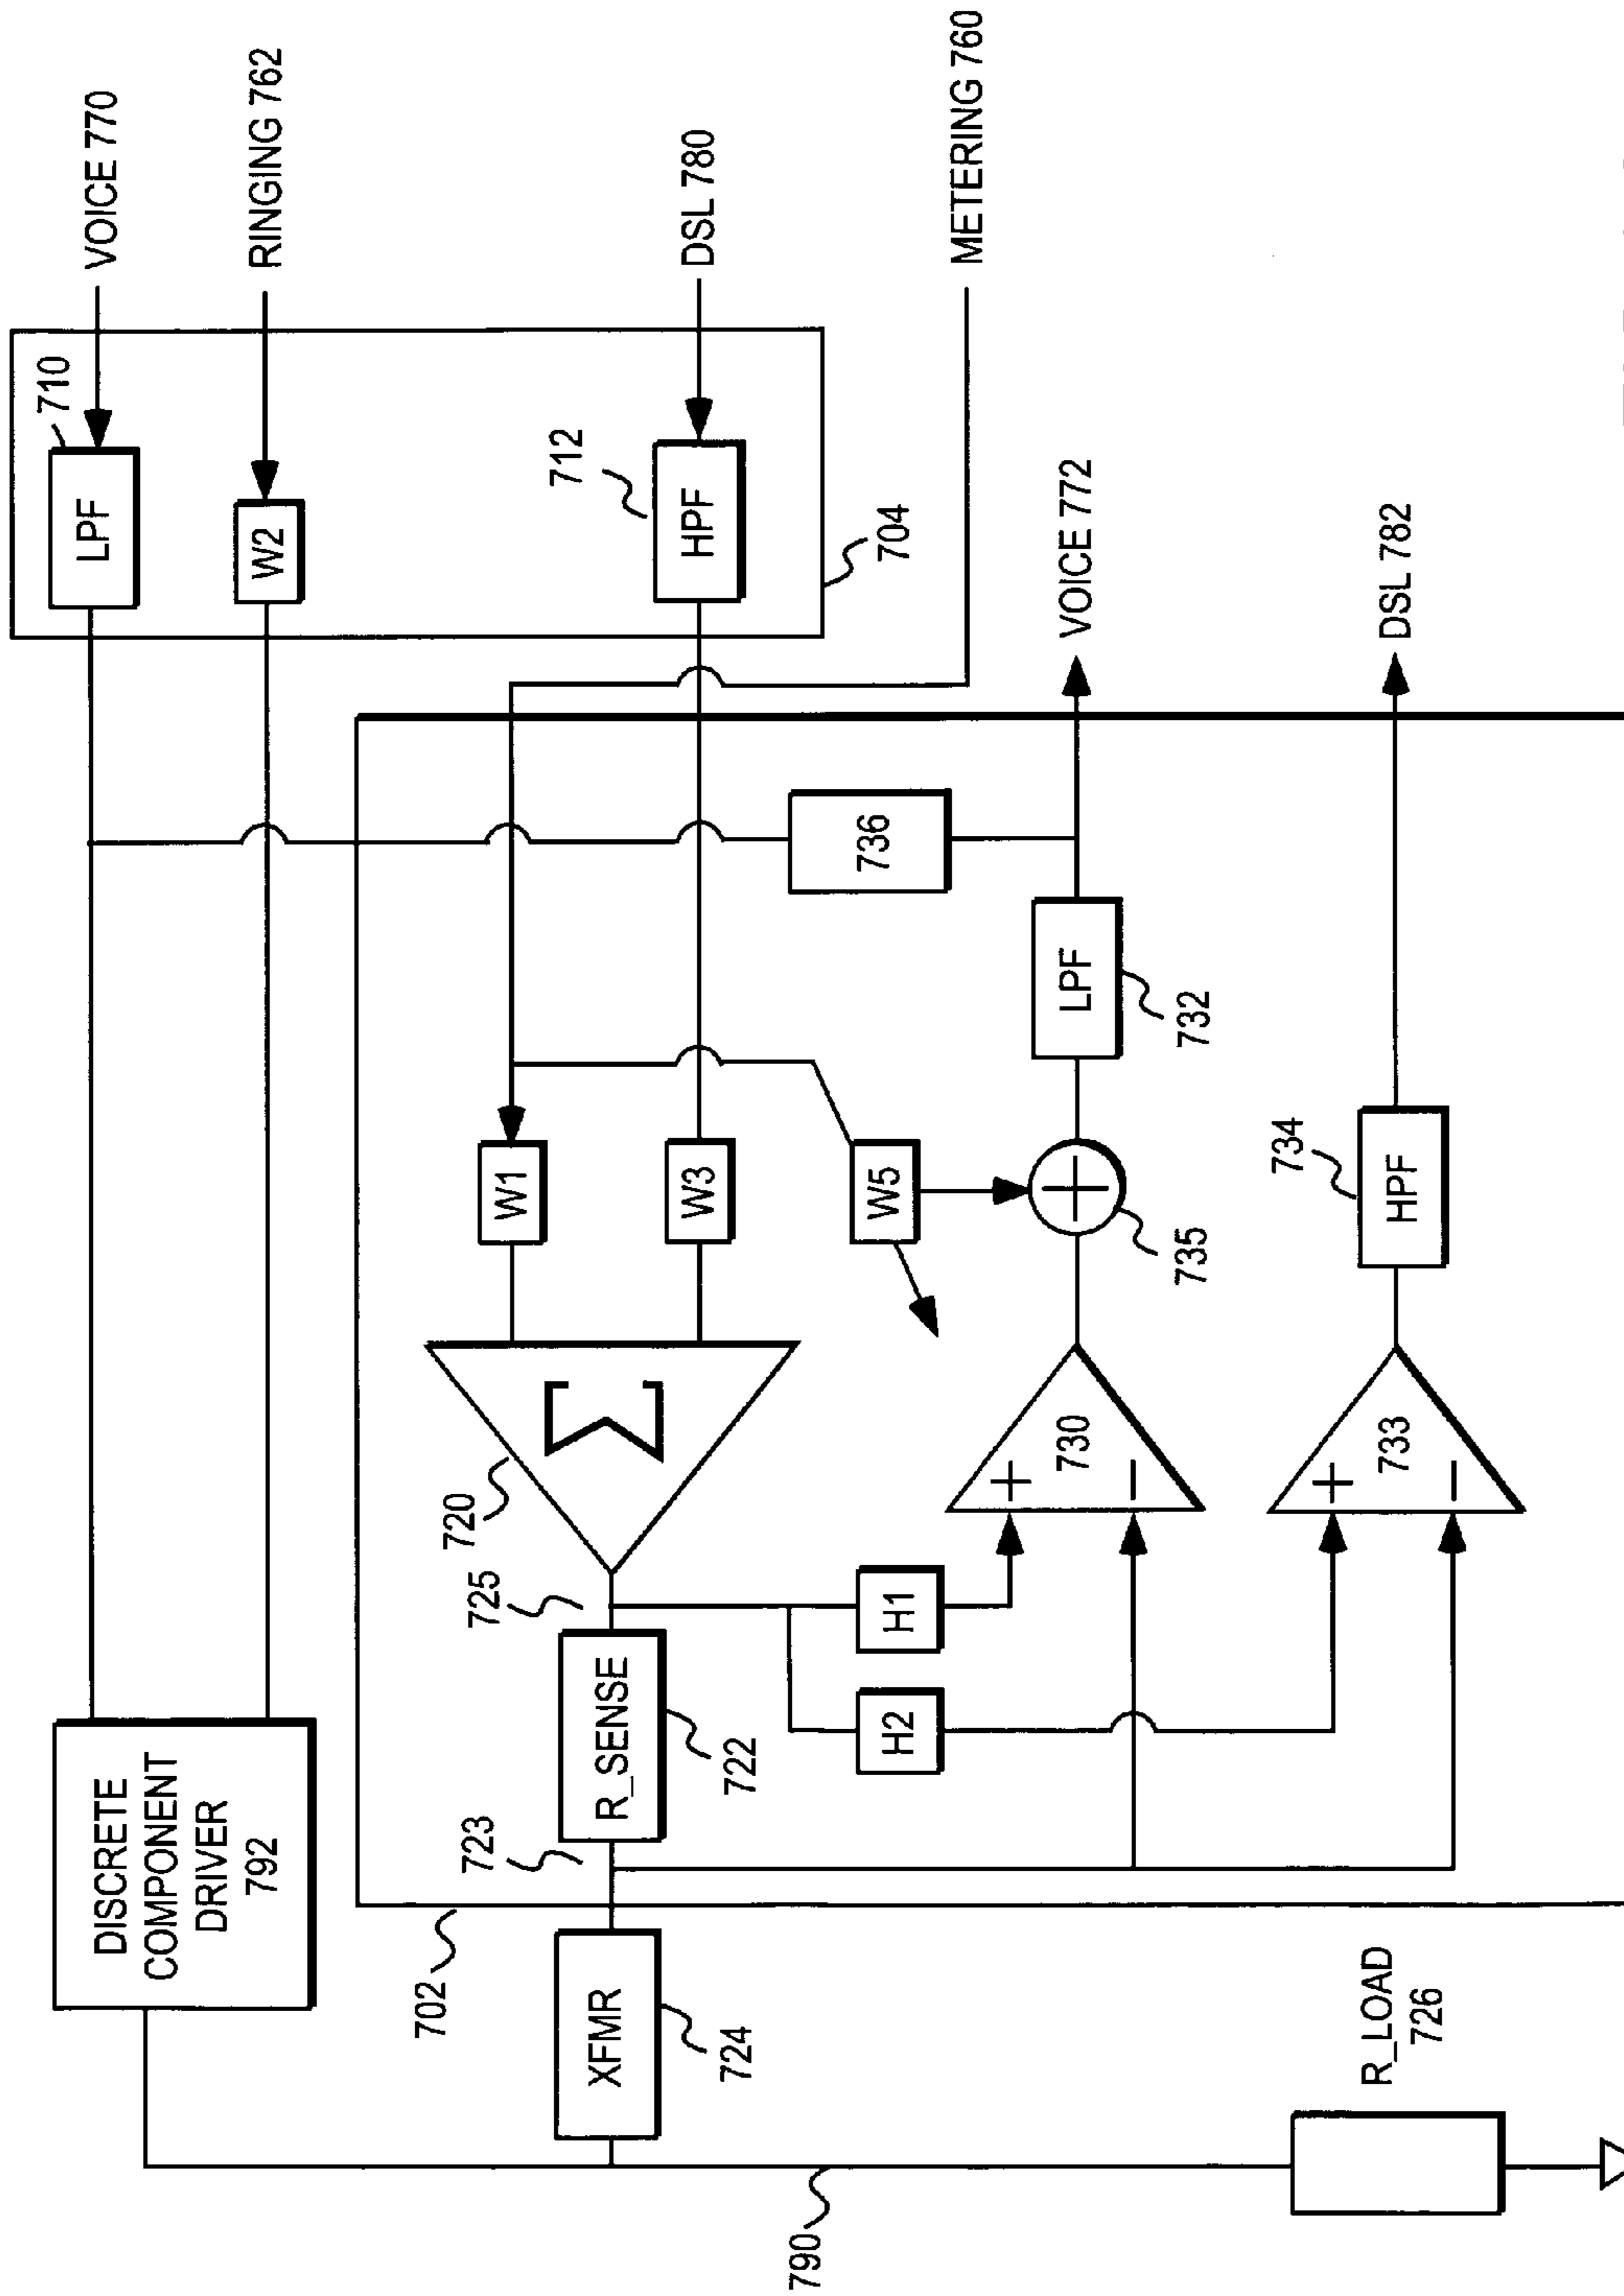 DISCRETE
COMPONENT
DRIVER
792
LPF
710
VOICE 770
W2
RINGING 762
702
XFMR
724
723
R_SENSE
722
725
720
Σ
W1
W3
HPF
712
DSL 780
704
METERING 760
H2
H1
W5
736
+
730
−
+
735
LPF
732
VOICE 772
790
R_LOAD
726
+
733
−
HPF
734
DSL 782